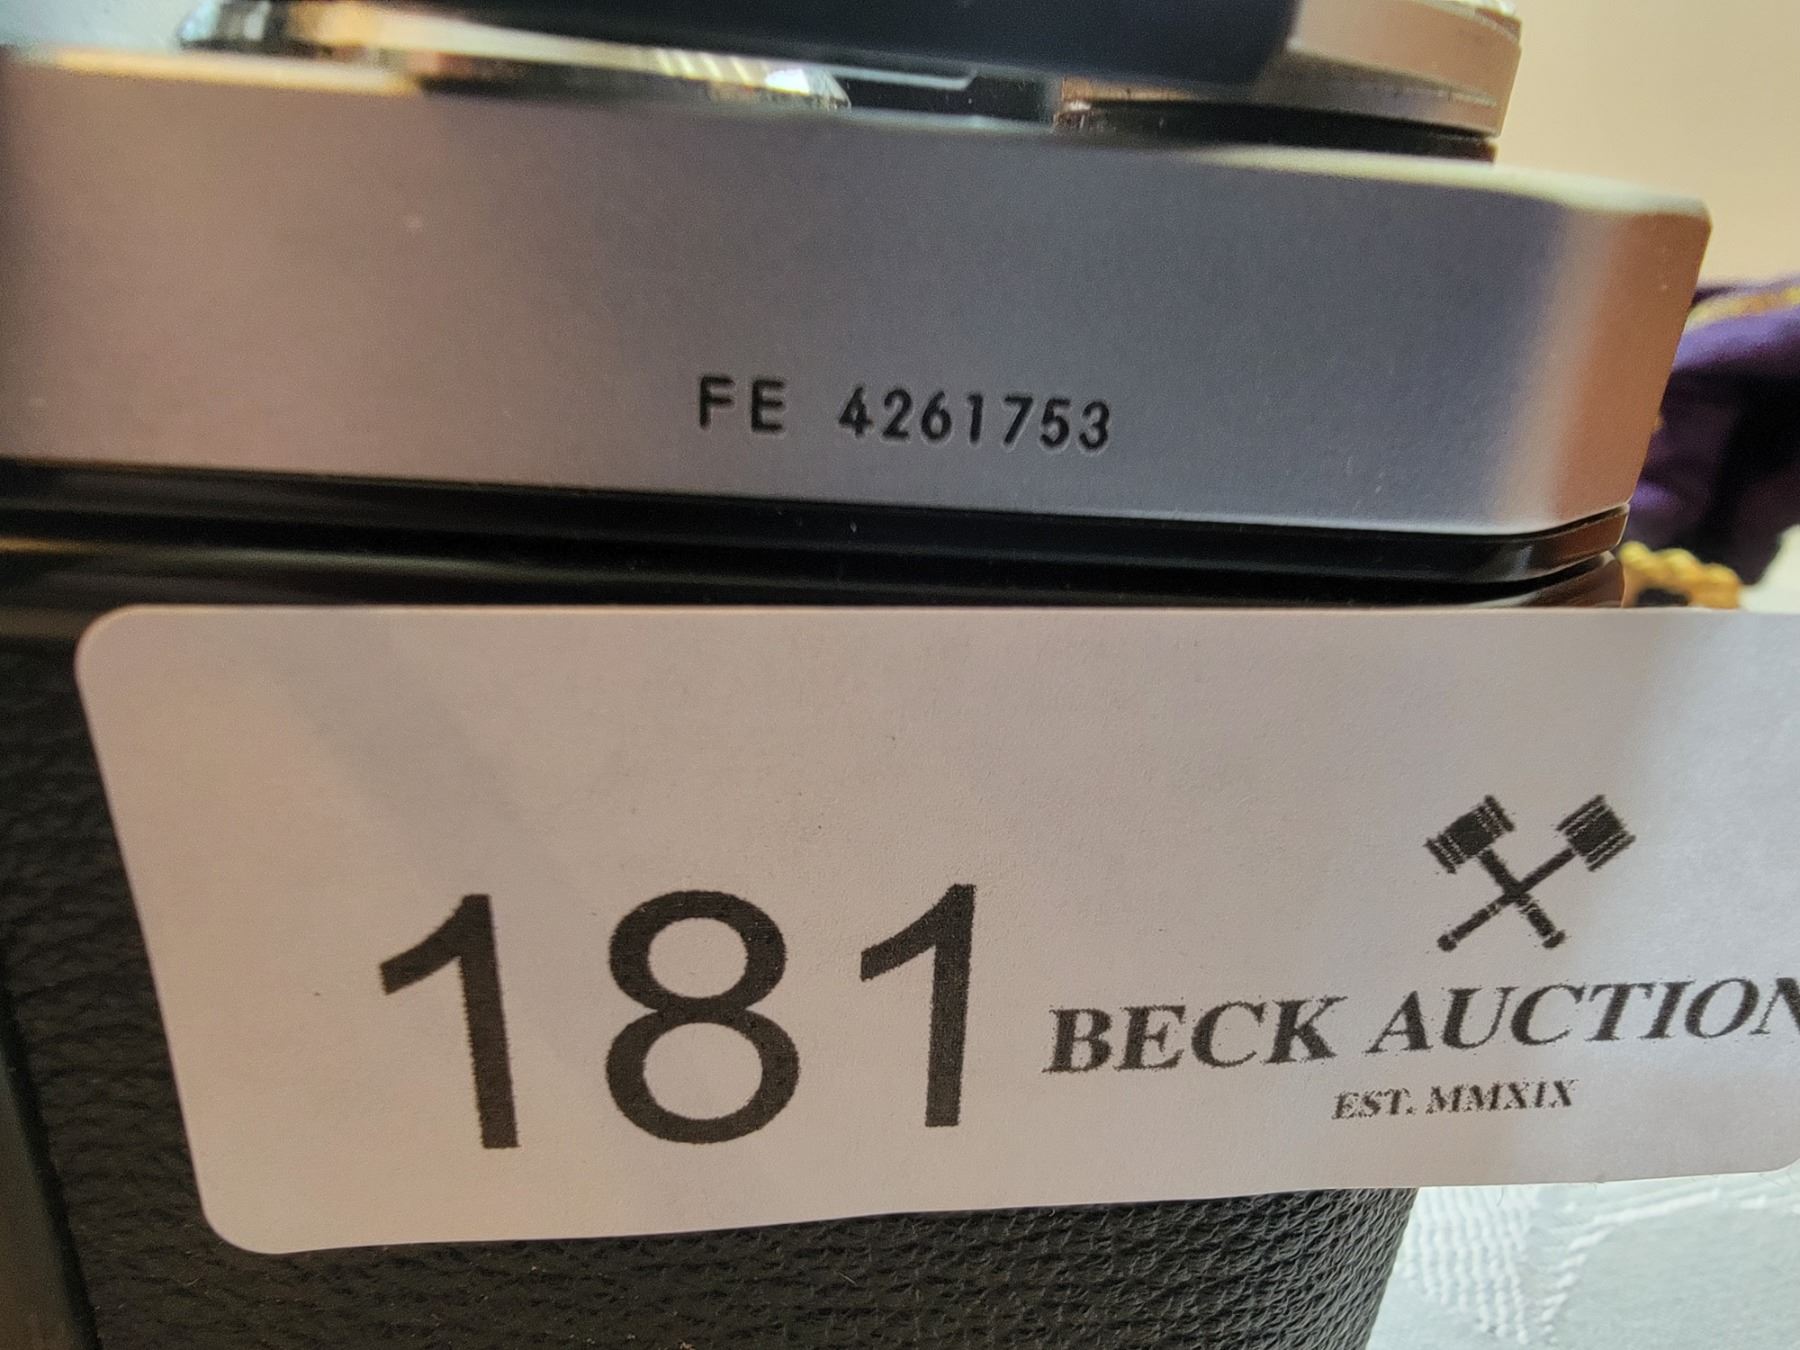 FE 4261753
181
BECK AUCTION
EST. MMXIX